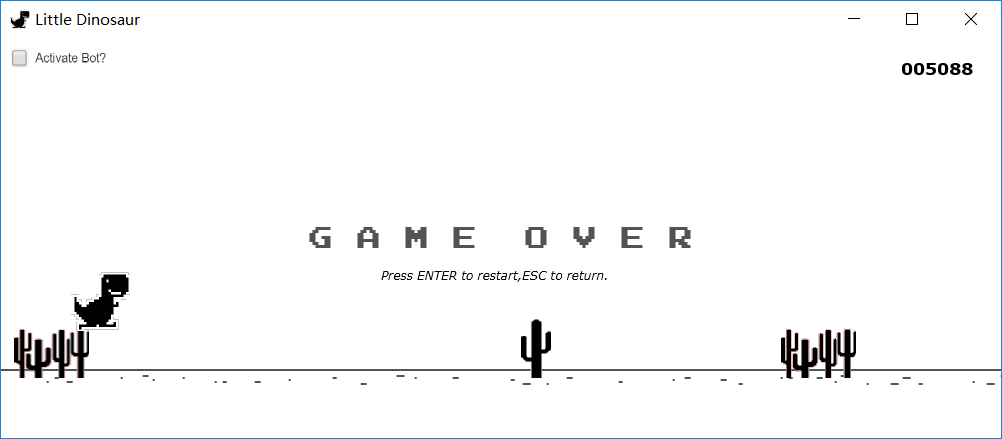 Little Dinosaur
Activate Bot?
005088
GAME OVER
Press ENTER to restart,ESC to return.